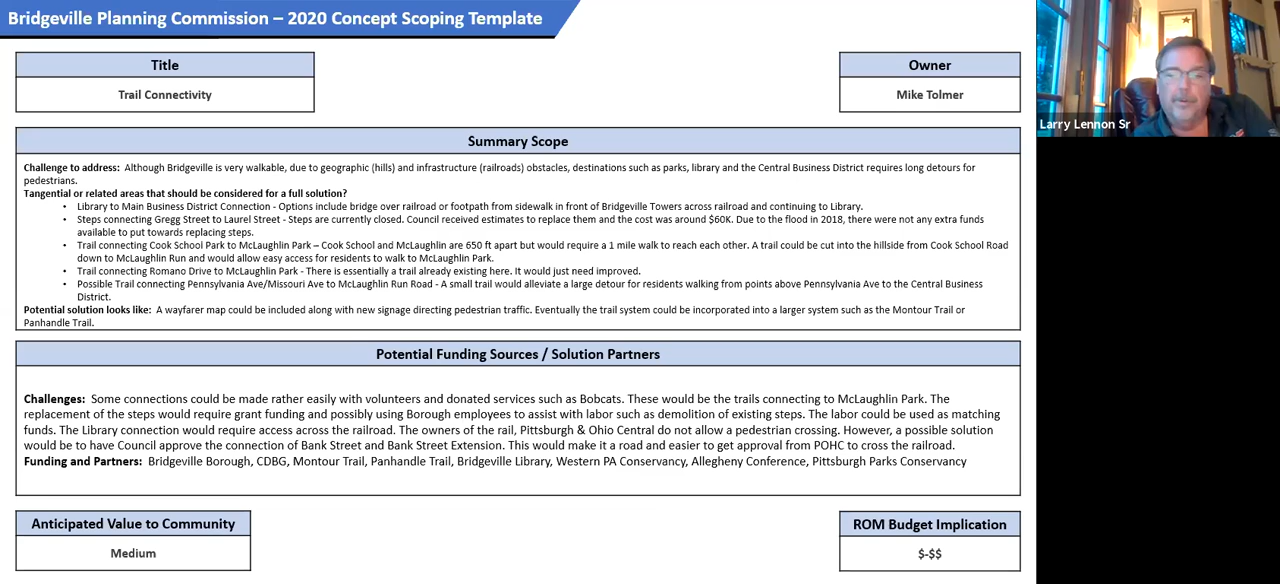 Bridgeville Planning Commission – 2020 Concept Scoping Template
Title
Trail Connectivity
Owner
Mike Tolmer
Larry Lennon Sr
Summary Scope
Challenge to address: Although Bridgeville is very walkable, due to geographic (hills) and infrastructure (railroads) obstacles, destinations such as parks, library and the Central Business District requires long detours for
pedestrians.
Tangential or related areas that should be considered for a full solution?
• Library to Main Business District Connection - Options include bridge over railroad or footpath from sidewalk in front of Bridgeville Towers across railroad and continuing to Library.
• Steps connecting Gregg Street to Laurel Street - Steps are currently closed. Council received estimates to replace them and the cost was around $60K. Due to the flood in 2018, there were not any extra funds
available to put towards replacing steps.
• Trail connecting Cook School Park to McLaughlin Park – Cook School and McLaughlin are 650 ft apart but would require a 1 mile walk to reach each other. A trail could be cut into the hillside from Cook School Road
down to McLaughlin Run and would allow easy access for residents to walk to McLaughlin Park.
• Trail connecting Romano Drive to McLaughlin Park - There is essentially a trail already existing here. It would just need improved.
• Possible Trail connecting Pennsylvania Ave/Missouri Ave to McLaughlin Run Road - A small trail would alleviate a large detour for residents walking from points above Pennsylvania Ave to the Central Business
District.
Potential solution looks like: A wayfarer map could be included along with new signage directing pedestrian traffic. Eventually the trail system could be incorporated into a larger system such as the Montour Trail or
Panhandle Trail.
Potential Funding Sources / Solution Partners
Challenges: Some connections could be made rather easily with volunteers and donated services such as Bobcats. These would be the trails connecting to McLaughlin Park. The
replacement of the steps would require grant funding and possibly using Borough employees to assist with labor such as demolition of existing steps. The labor could be used as matching
funds. The Library connection would require access across the railroad. The owners of the rail, Pittsburgh & Ohio Central do not allow a pedestrian crossing. However, a possible solution
would be to have Council approve the connection of Bank Street and Bank Street Extension. This would make it a road and easier to get approval from POHC to cross the railroad.
Funding and Partners: Bridgeville Borough, CDBG, Montour Trail, Panhandle Trail, Bridgeville Library, Western PA Conservancy, Allegheny Conference, Pittsburgh Parks Conservancy
Anticipated Value to Community
Medium
ROM Budget Implication
$-$$